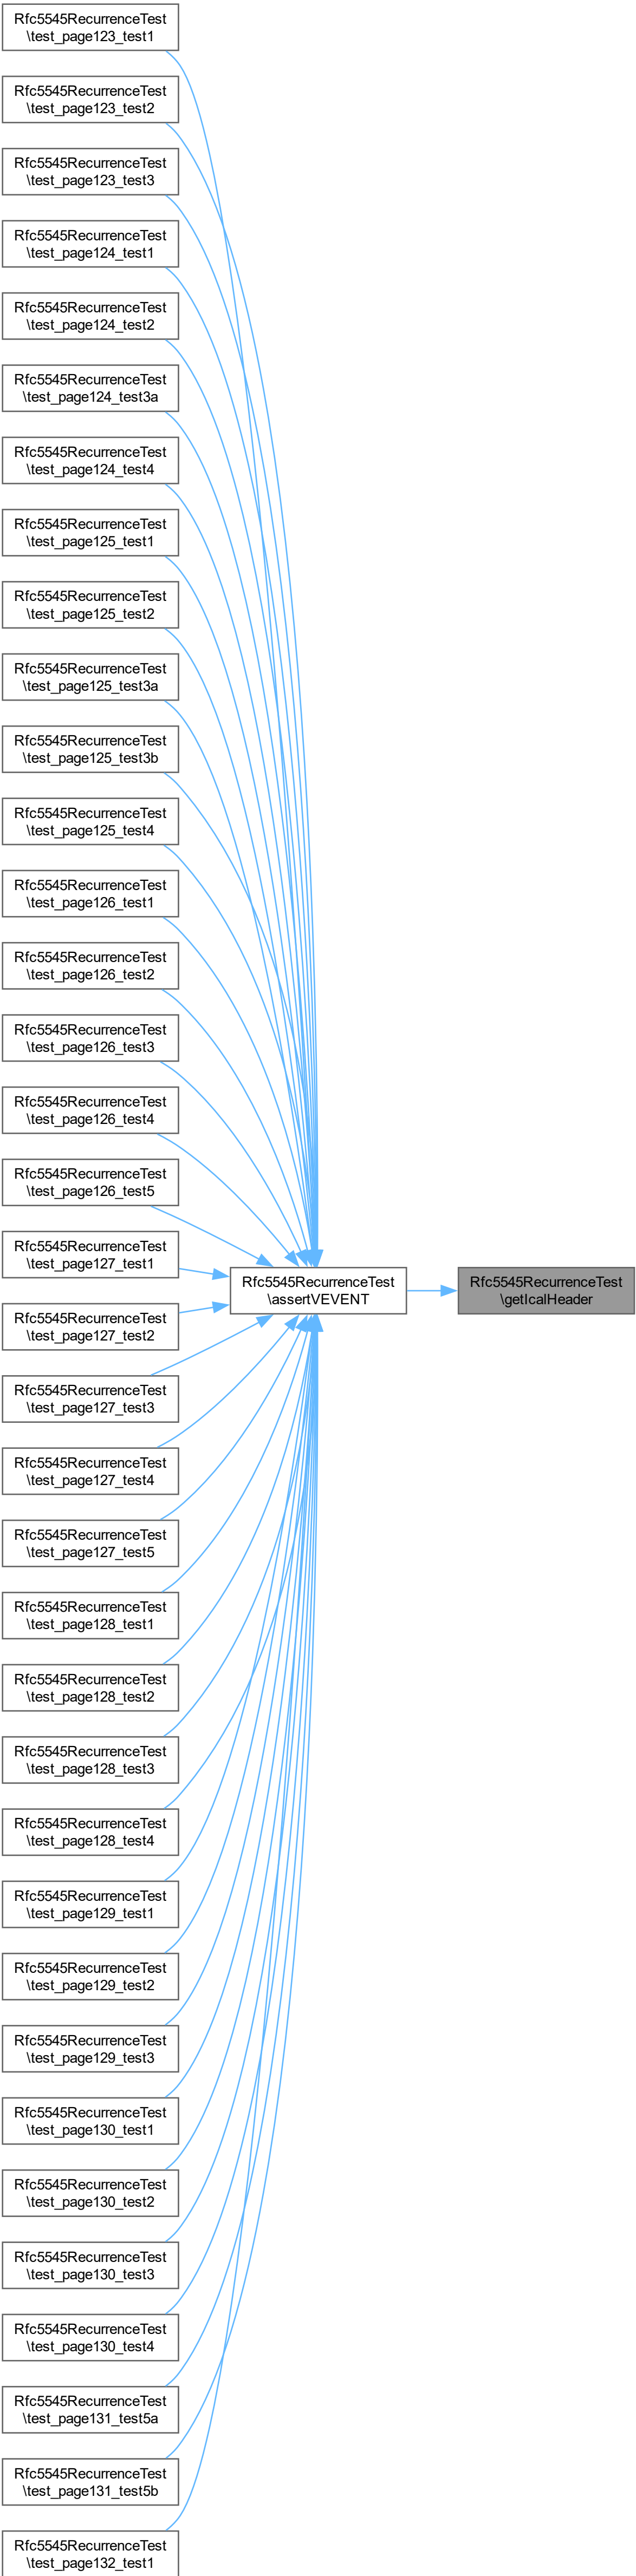 Rfc5545RecurrenceTest
\test_page123_test1
Rfc5545RecurrenceTest
\test_page123_test2
Rfc5545RecurrenceTest
\test_page123_test3
Rfc5545RecurrenceTest
\test_page124_test1
Rfc5545RecurrenceTest
\test_page124_test2
Rfc5545RecurrenceTest
\test_page124_test3a
Rfc5545RecurrenceTest
\test_page124_test4
Rfc5545RecurrenceTest
\test_page125_test1
Rfc5545RecurrenceTest
\test_page125_test2
Rfc5545RecurrenceTest
\test_page125_test3a
Rfc5545RecurrenceTest
\test_page125_test3b
Rfc5545RecurrenceTest
\test_page125_test4
Rfc5545RecurrenceTest
\test_page126_test1
Rfc5545RecurrenceTest
\test_page126_test2
Rfc5545RecurrenceTest
\test_page126_test3
Rfc5545RecurrenceTest
\test_page126_test4
Rfc5545RecurrenceTest
\test_page126_test5
Rfc5545RecurrenceTest
\test_page127_test1
Rfc5545RecurrenceTest
\test_page127_test2
Rfc5545RecurrenceTest
\test_page127_test3
Rfc5545RecurrenceTest
\test_page127_test4
Rfc5545RecurrenceTest
\test_page127_test5
Rfc5545RecurrenceTest
\test_page128_test1
Rfc5545RecurrenceTest
\test_page128_test2
Rfc5545RecurrenceTest
\test_page128_test3
Rfc5545RecurrenceTest
\test_page128_test4
Rfc5545RecurrenceTest
\test_page129_test1
Rfc5545RecurrenceTest
\test_page129_test2
Rfc5545RecurrenceTest
\test_page129_test3
Rfc5545RecurrenceTest
\test_page130_test1
Rfc5545RecurrenceTest
\test_page130_test2
Rfc5545RecurrenceTest
\test_page130_test3
Rfc5545RecurrenceTest
\test_page130_test4
Rfc5545RecurrenceTest
\test_page131_test5a
Rfc5545RecurrenceTest
\test_page131_test5b
Rfc5545RecurrenceTest
\test_page132_test1
Rfc5545RecurrenceTest
\assertVEVENT
Rfc5545RecurrenceTest
\getIcalHeader